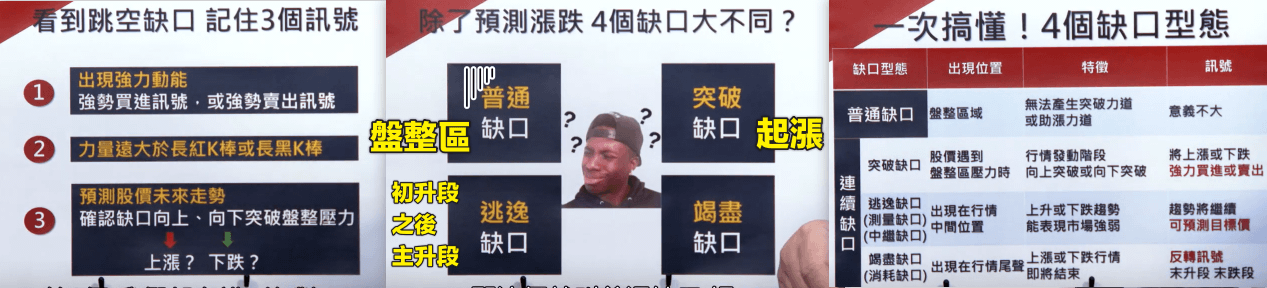 看到跳空缺口 記住3個訊號
1
出現強力動能
強勢買進訊號．或強勢賣出訊號
2
力量遠大於長紅K棒或長黑K棒
3
預測股價未來走勢
確認缺口向上、向下突破盤整壓力
上漲？ 下跌？
除了預測漲跌 4個缺口大不同？
普通
缺口
突破
缺口
盤整區
起漲
? ? ? ?
初升段
之後
主升段
逃逸
缺口
竭盡
缺口
一次搞懂！4個缺口型態
缺口型態 出現位置 特徵 訊號
普通缺口 盤整區域 無法產生突破力道
或助漲力道 意義不大
連續缺口
突破缺口 股價遇到
盤整區壓力時 行情發動階段
向上突破或向下突破 將上漲或下跌
強力買進或賣出
逃逸缺口
(測量缺口)
(中繼缺口) 出現在行情
中間位置 上升或下跌趨勢
能表現市場強弱 趨勢將繼續
可預測目標價
竭盡缺口
(消耗缺口) 出現在行情尾聲 上漲或下跌行情
即將結束 反轉訊號
末升段 末跌段